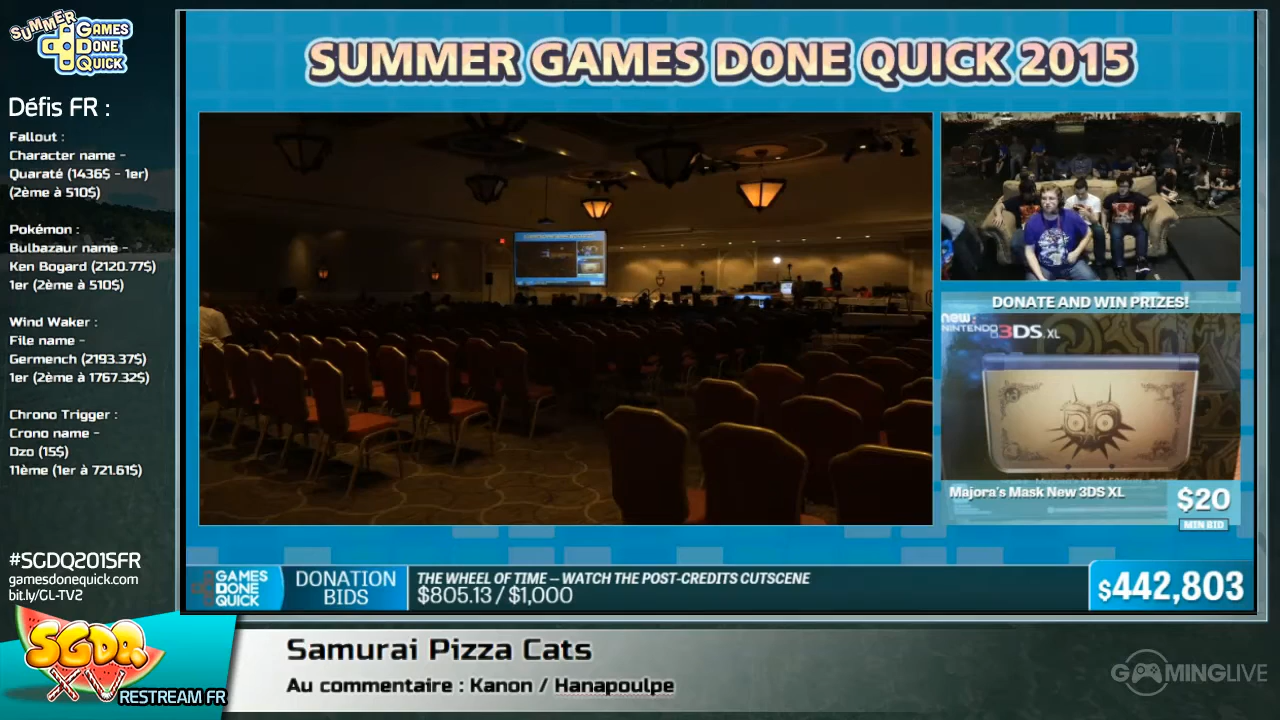 SUMMER
GAMES
DONE
QUICK
Défis FR :
Fallout :
Character name -
Quaraté (1436$ - 1er)
(2ème à 510$)
Pokémon :
Bulbazaur name -
Ken Bogard (2120.77$)
1er (2ème à 510$)
Wind Waker :
File name -
Germench (2193.37$)
1er (2ème à 1767.32$)
Chrono Trigger :
Crono name -
Dzo (15$)
11ème (1er à 721.61$)
#SGDQ2015FR
gamesdonequick.com
bit.ly/GL-TV2
SGDQ
XV
RESTREAM FR
SUMMER GAMES DONE QUICK 2015
DONATE AND WIN PRIZES!
new
NINTENDO 3DS XL
Majora's Mask New 3DS XL
$20
MIN BID
GAMES
DONE
QUICK
DONATION
BIDS
THE WHEEL OF TIME — WATCH THE POST-CREDITS CUTSCENE
$805.13 / $1,000
$442,803
Samurai Pizza Cats
Au commentaire : Kanon / Hanapoulpe
GAMINGLIVE